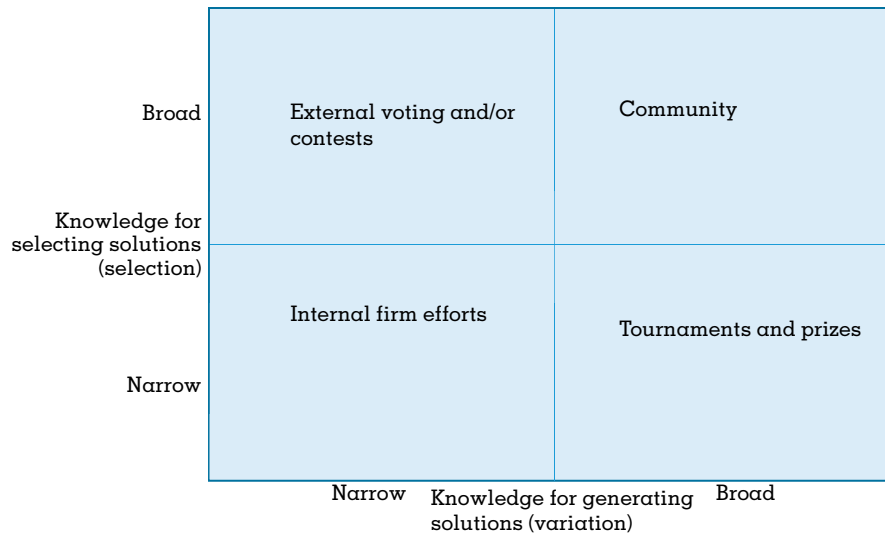 Broad
External voting and/or
contests
Community
Knowledge for
selecting solutions
(selection)
Internal firm efforts
Tournaments and prizes
Narrow
Narrow
Knowledge for generating
solutions (variation)
Broad